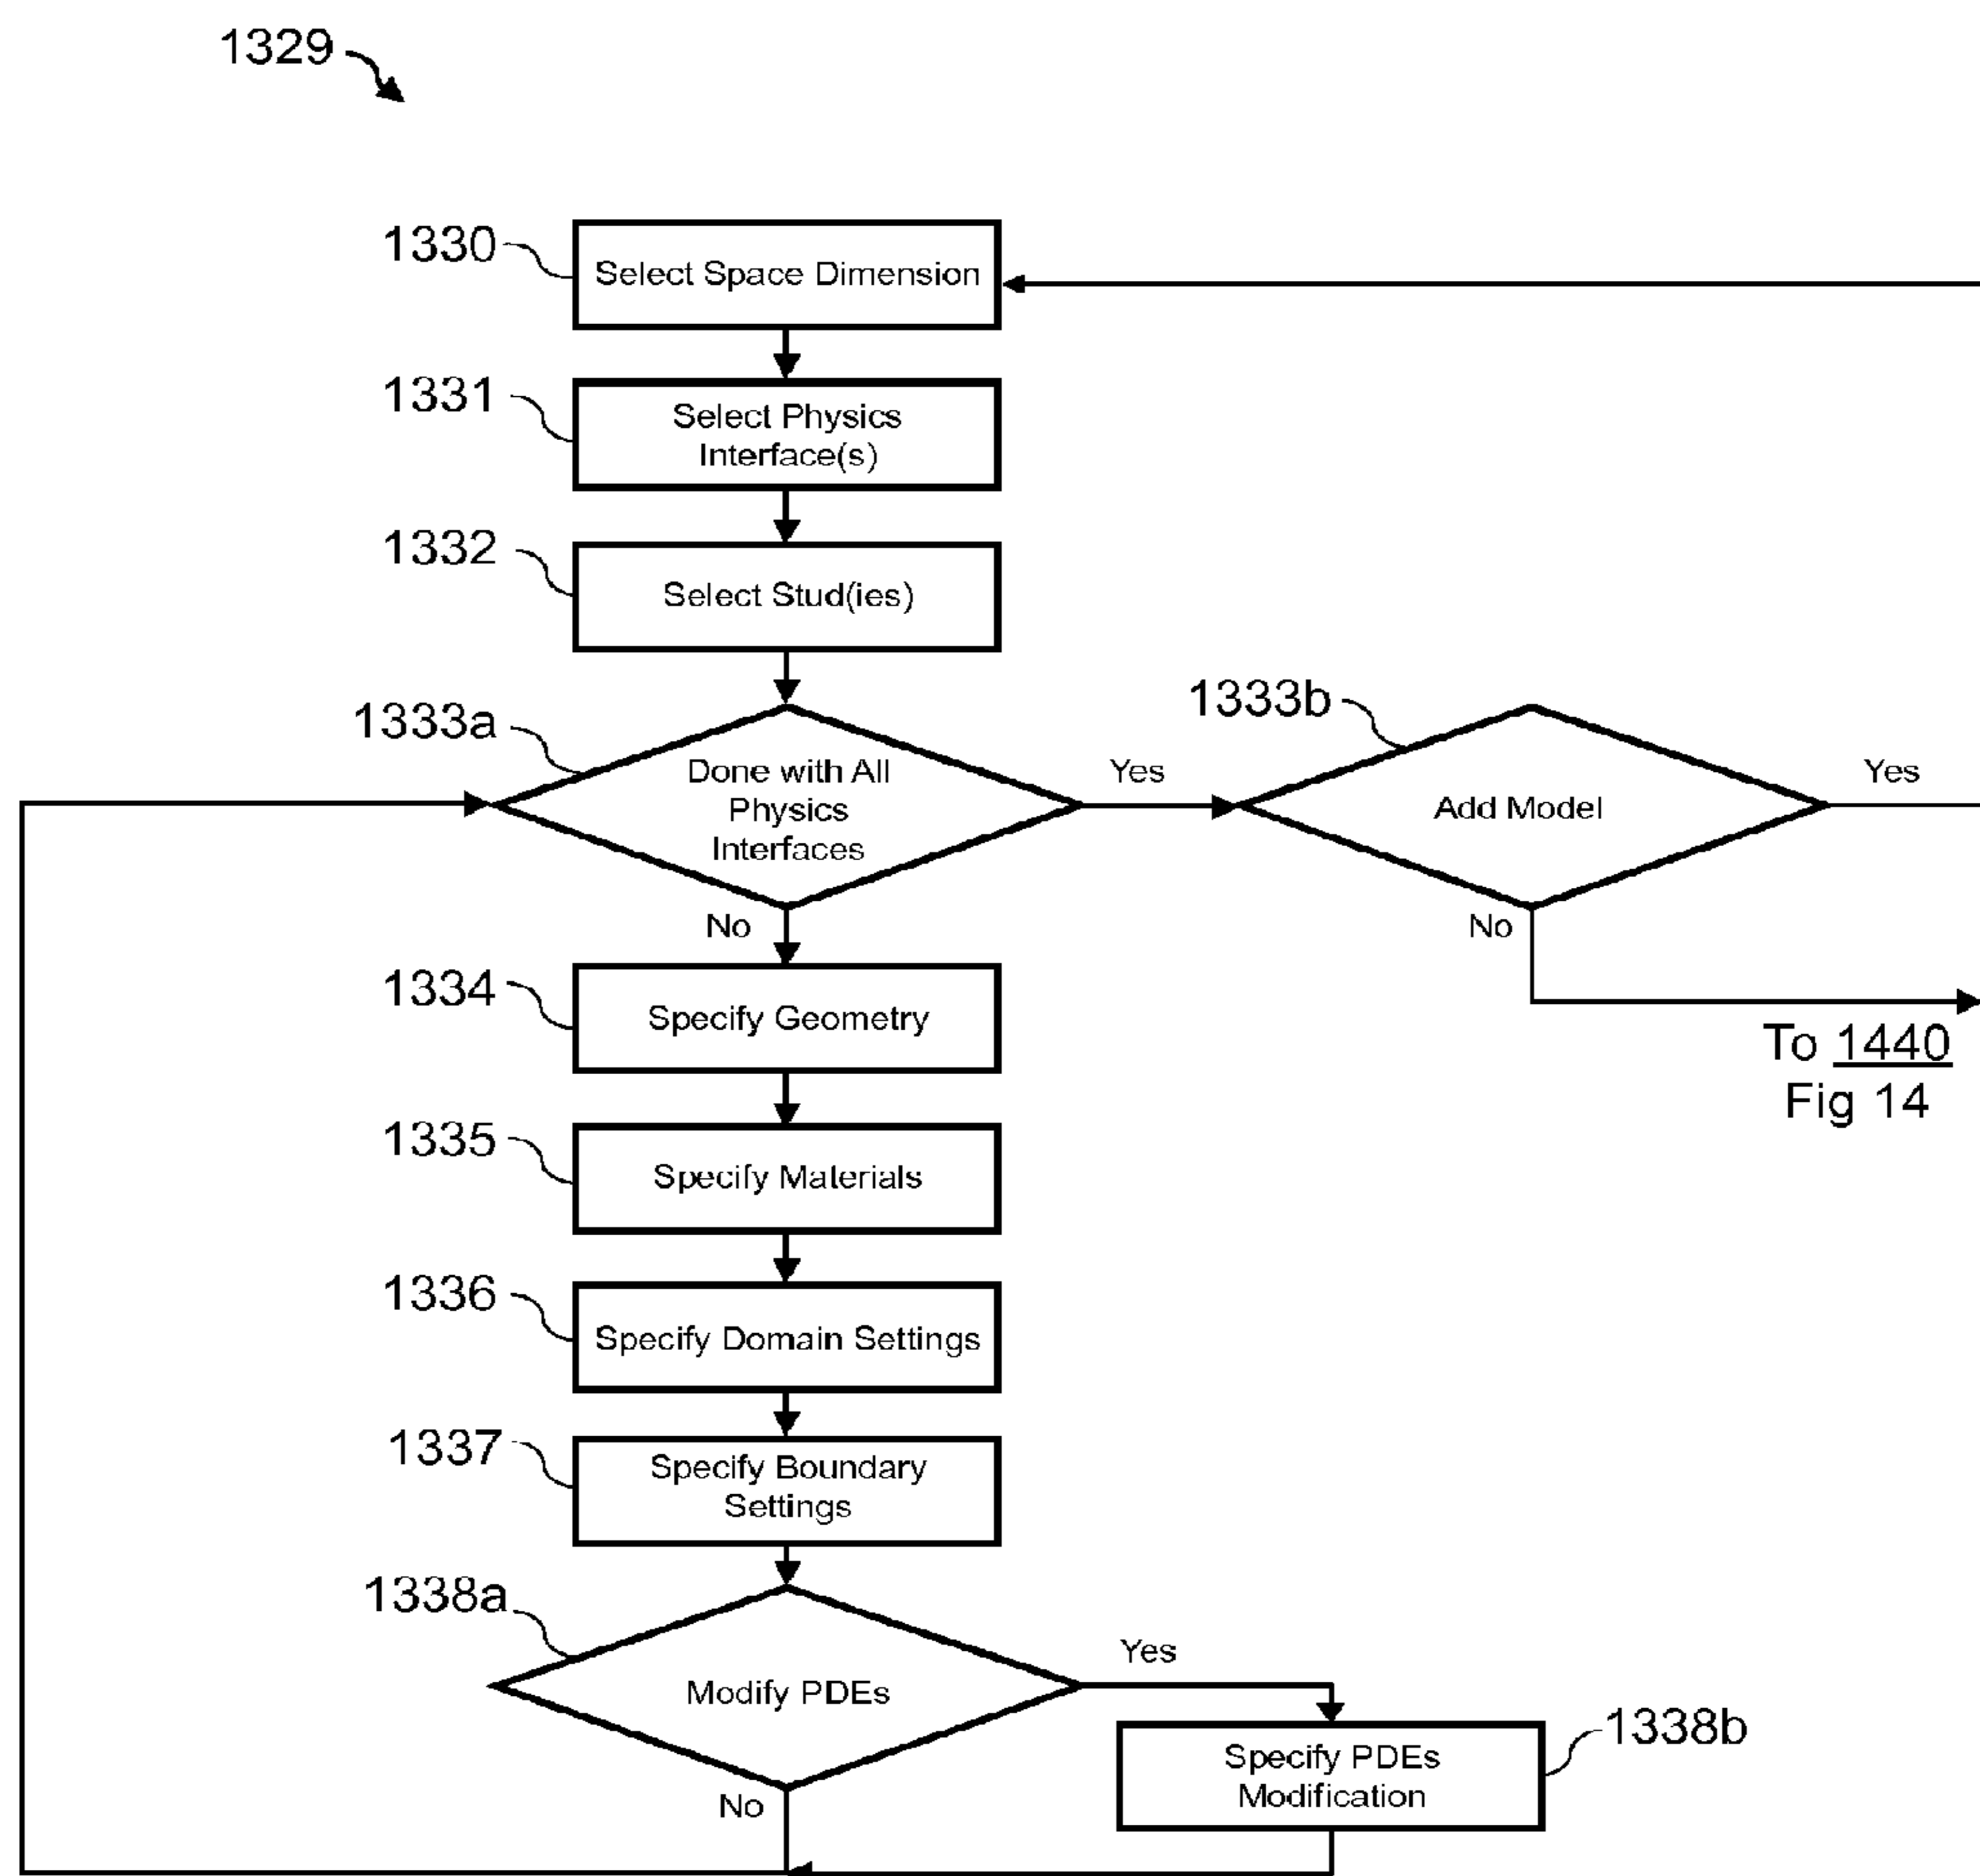 1329
1330
Select Space Dimension
1331
Select Physics
Interface(s)
1332
Select Stud(ies)
1333a
Done with All
Physics
Interfaces
Yes
1333b
Add Model
Yes
No
No
To 1440
Fig 14
1334
Specify Geometry
1335
Specify Materials
1336
Specify Domain Settings
1337
Specify Boundary
Settings
1338a
Modify PDEs
Yes
No
1338b
Specify PDEs
Modification